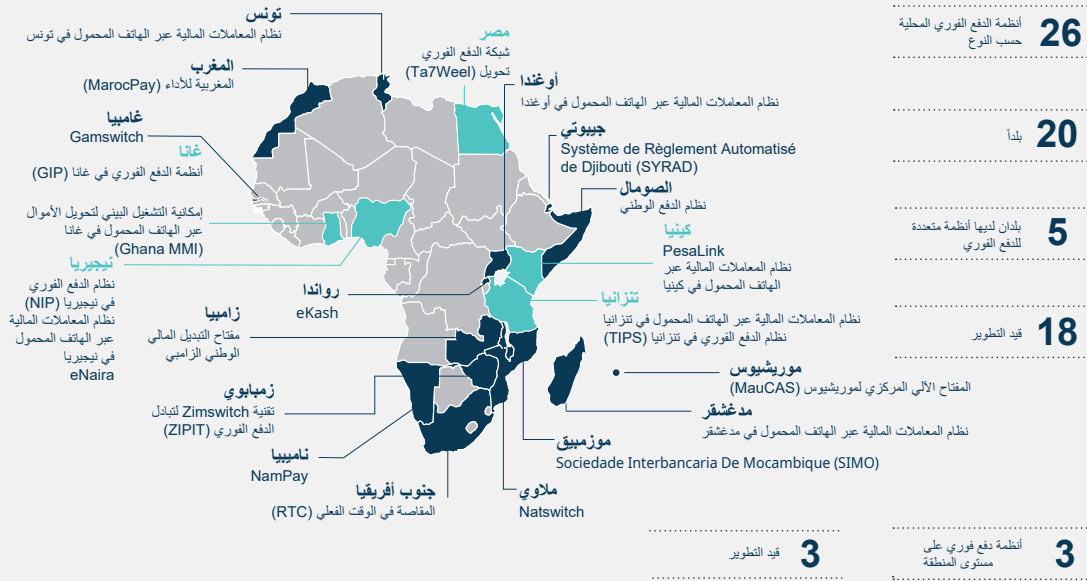 تونس
نظام المعاملات المالية عبر الهاتف المحمول في تونس
المغرب
المغربية للأداء (MarocPay)
غامبيا
Gamswitch
غانا
أنظمة الدفع الفوري في غانا (GIP)
إمكانية التشغيل البيني لتحويل الأموال
عبر الهاتف المحمول في غانا
(Ghana MMI)
نيجيريا
نظام الدفع الفوري
في نيجيريا (NIP)
نظام المعاملات المالية
عبر الهاتف المحمول
في نيجيريا
eNaira
مصر
شبكة الدفع الفوري
تحويل (Ta7Weel)
أوغندا
نظام المعاملات المالية عبر الهاتف المحمول في أوغندا
جيبوتي
Système de Règlement Automatisé
de Djibouti (SYRAD)
الصومال
نظام الدفع الوطني
كينيا
PesaLink
نظام المعاملات المالية عبر
الهاتف المحمول في كينيا
تنزانيا
نظام المعاملات المالية عبر الهاتف المحمول في تنزانيا
نظام الدفع الفوري في تنزانيا (TIPS)
رواندا
eKash
زامبيا
مفتاح التبديل المالي
الوطني الزامبي
زمبابوي
تقنية Zimswitch لتبادل
الدفع الفوري (ZIPIT)
ناميبيا
NamPay
جنوب أفريقيا
المقاصة في الوقت الفعلي (RTC)
موريشيوس
المفتاح الآلي المركزي لموريشيوس (MauCAS)
مدغشقر
نظام المعاملات المالية عبر الهاتف المحمول في مدغشقر
موزمبيق
Sociedade Interbancaria De Mocambique (SIMO)
ملاوي
Natswitch
26 أنظمة الدفع الفوري المحلية
حسب النوع
20 بلداً
5 بلدان لديها أنظمة متعددة
للدفع الفوري
18 قيد التطوير
3 أنظمة دفع فوري على
مستوى المنطقة
3 قيد التطوير